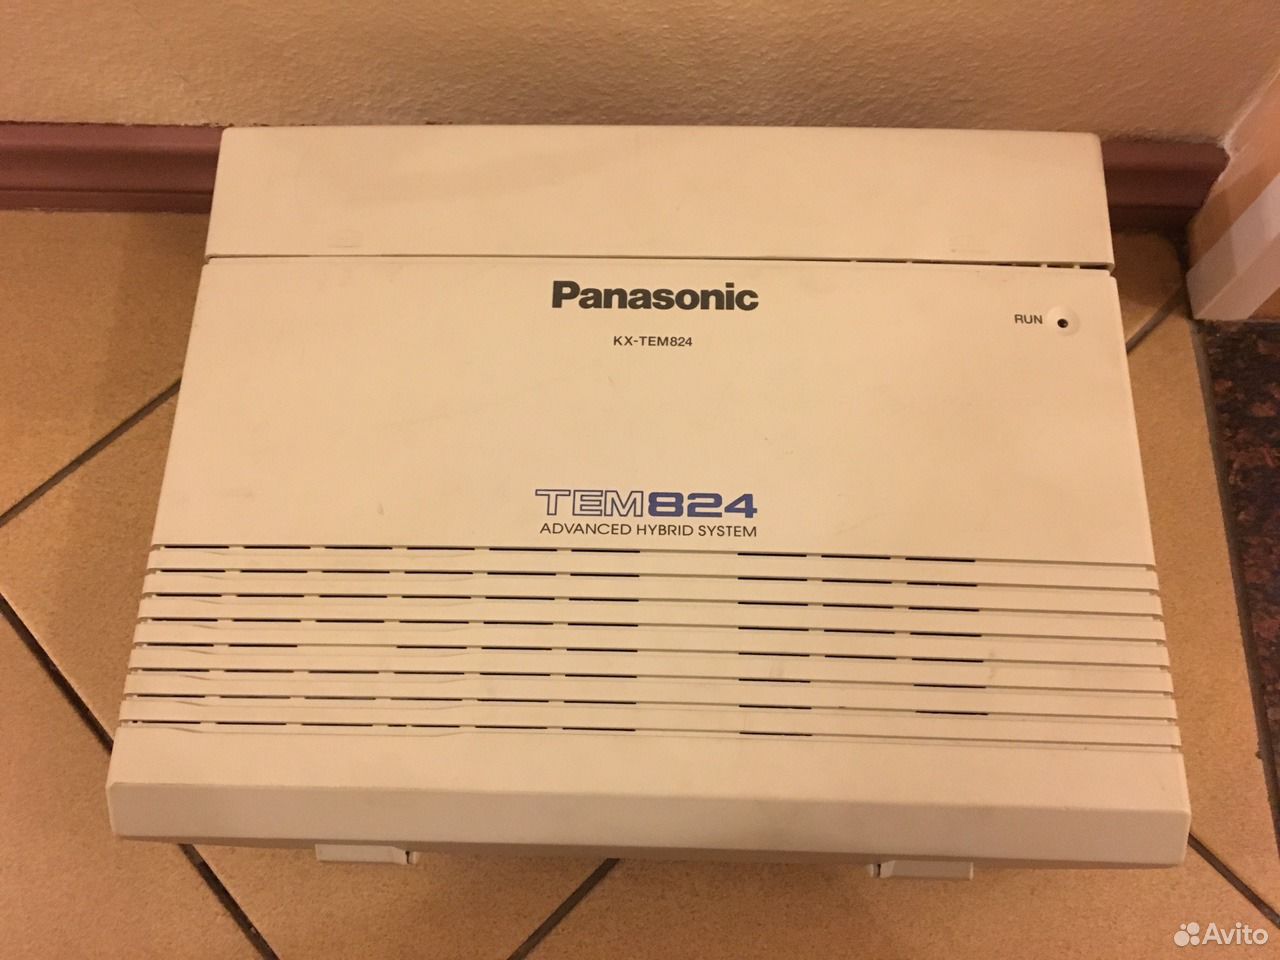 Panasonic
RUN
KX-TEM824
TEM824
ADVANCED HYBRID SYSTEM
Avito